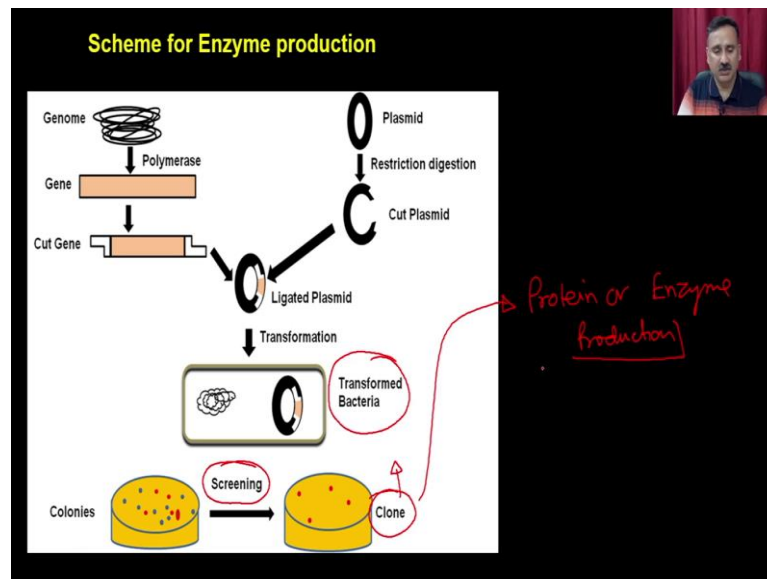 Scheme for Enzyme production
Genome
Plasmid
Polymerase
Restriction digestion
Gene
Cut Plasmid
Cut Gene
Ligated Plasmid
Protein or Enzyme
Production
Transformation
Transformed
Bacteria
Screening
Colonies
Clone